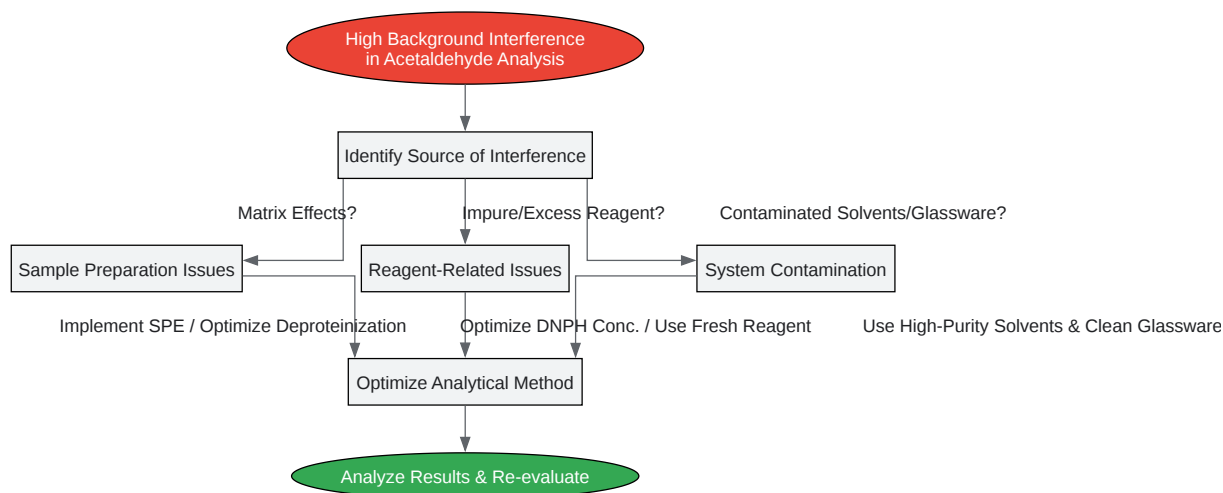 High Background Interference
in Acetaldehyde Analysis
Identify Source of Interference
Matrix Effects?
Impure/Excess Reagent?
Contaminated Solvents/Glassware?
Sample Preparation Issues
Reagent-Related Issues
System Contamination
Implement SPE / Optimize Deproteinization
Optimize DNPH Conc. / Use Fresh Reagent
Use High-Purity Solvents & Clean Glassware
Optimize Analytical Method
Analyze Results & Re-evaluate